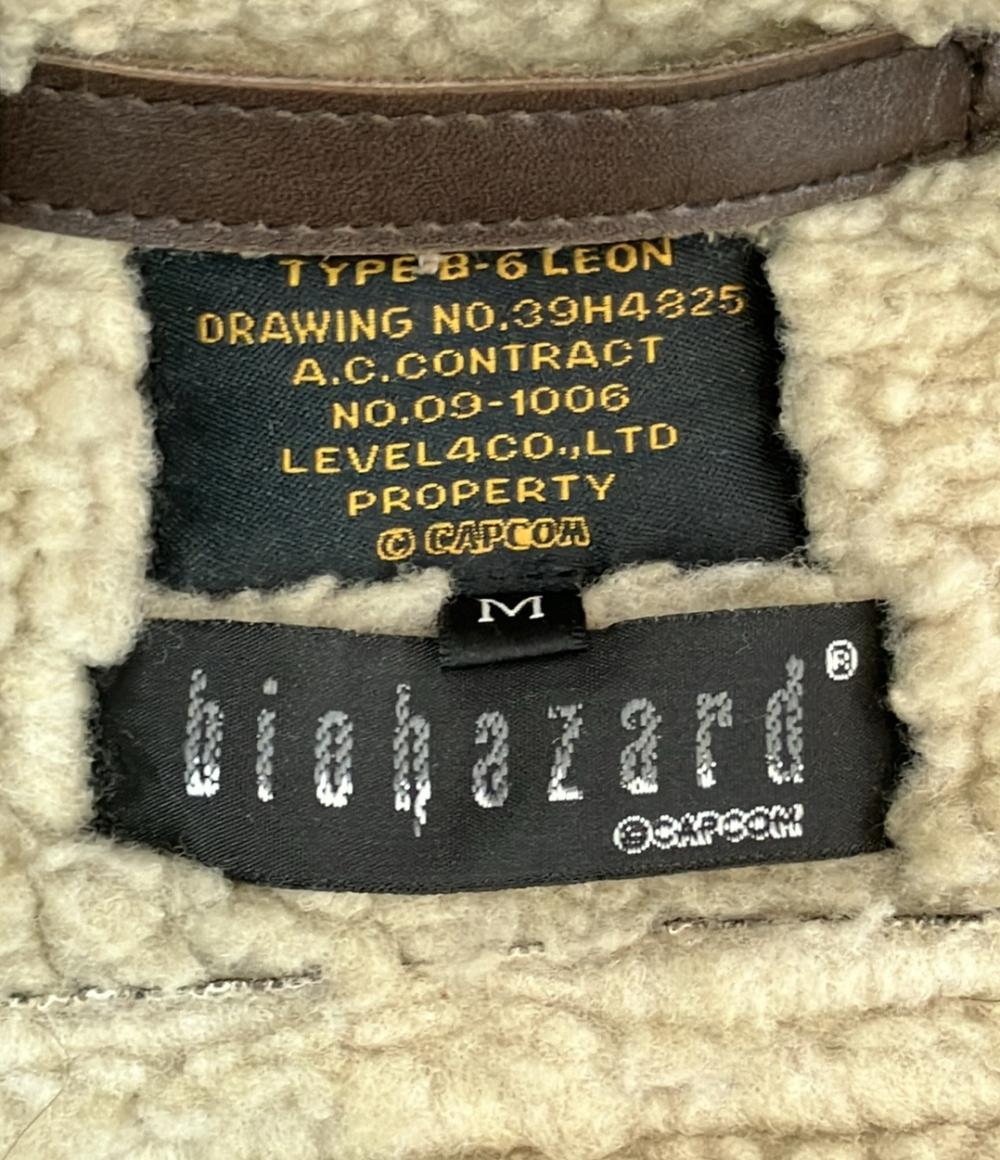 TYPE B-6 LEON
DRAWING NO.39H4825
A.C.CONTRACT
NO.09-1006
LEVEL4CO.,LTD
PROPERTY
© CAPCOM
M
biohazard®
©CAPCOM